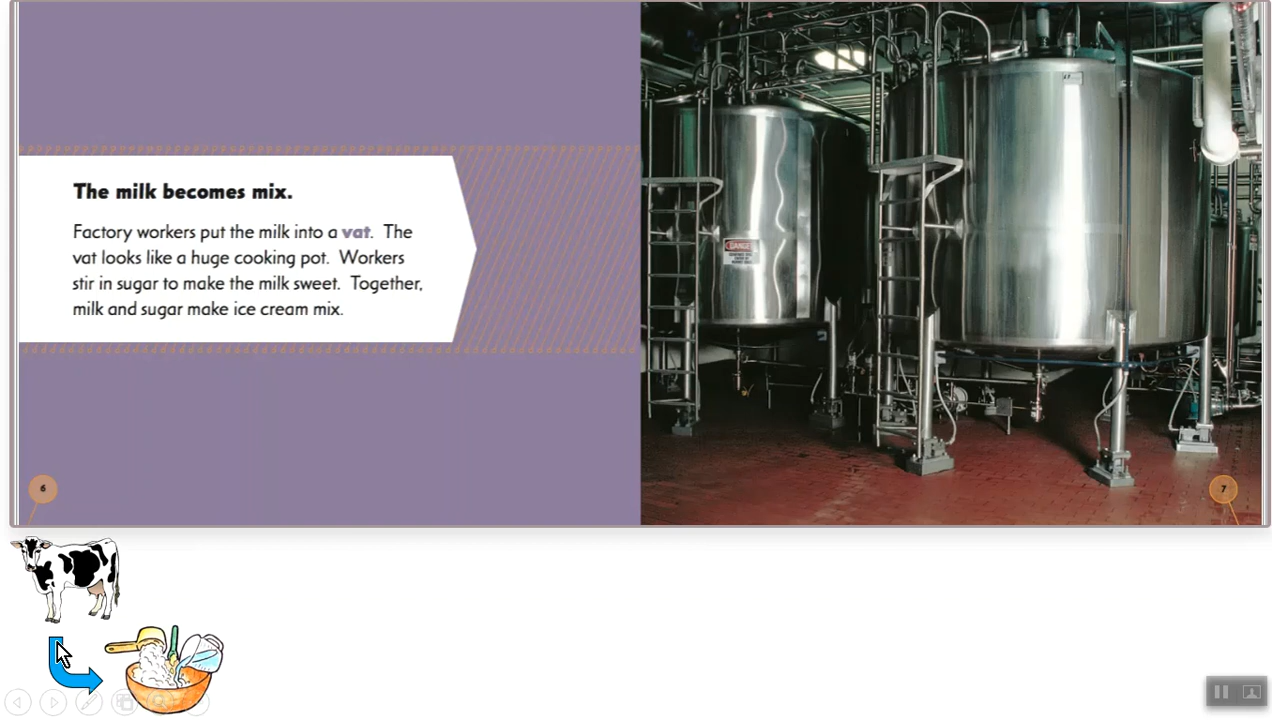 The milk becomes mix.
Factory workers put the milk into a vat. The
vat looks like a huge cooking pot. Workers
stir in sugar to make the milk sweet. Together,
milk and sugar make ice cream mix.
DANGER
6
7